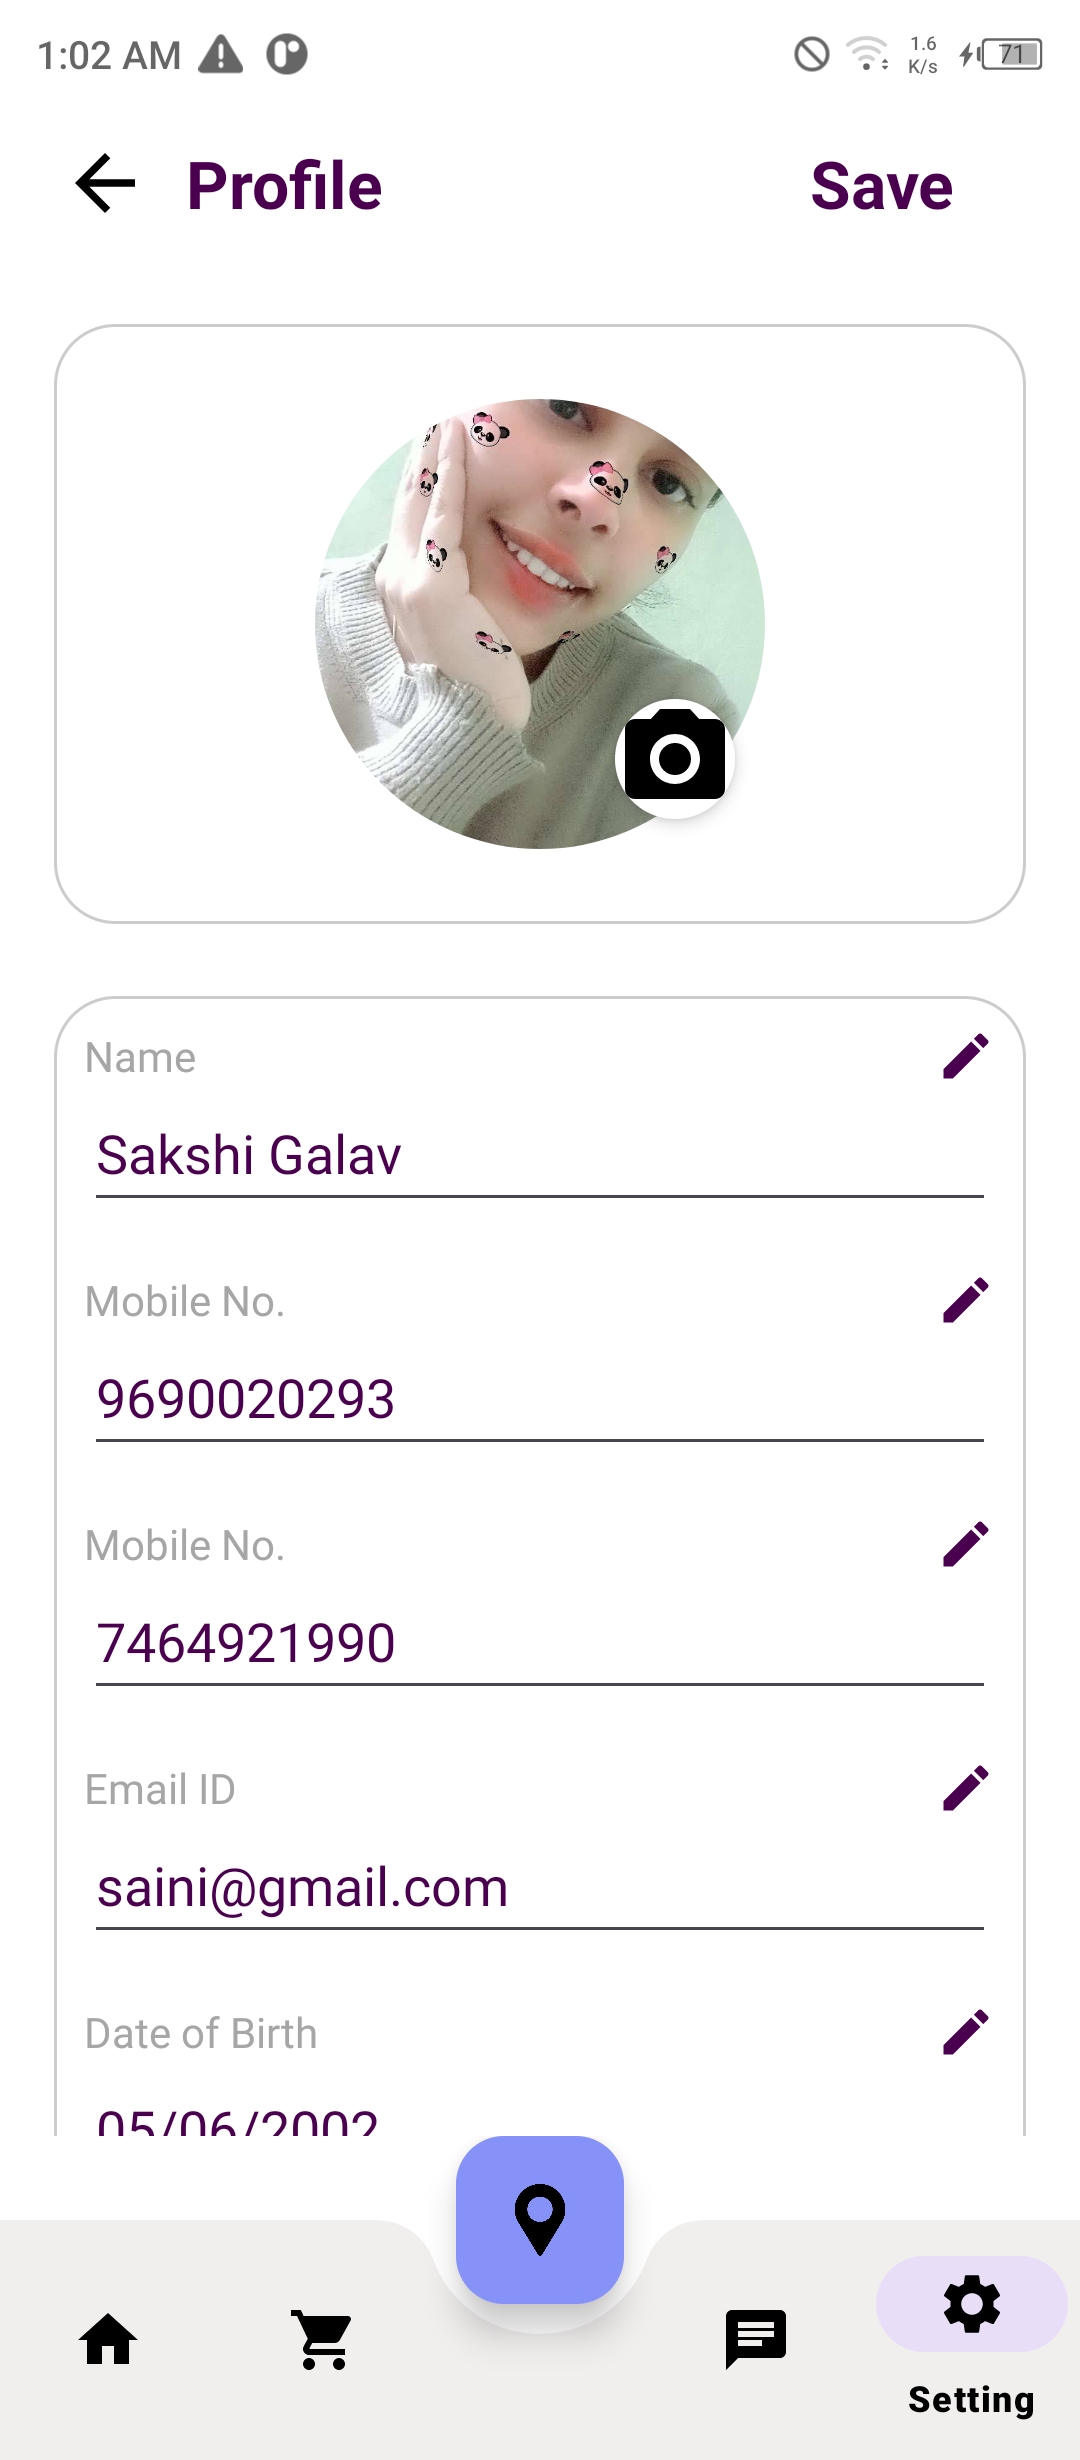 1:02 AM
1.6
K/s
71
Profile
Save
Name
Sakshi Galav
Mobile No.
9690020293
Mobile No.
7464921990
Email ID
saini@gmail.com
Date of Birth
05/06/2002
Setting